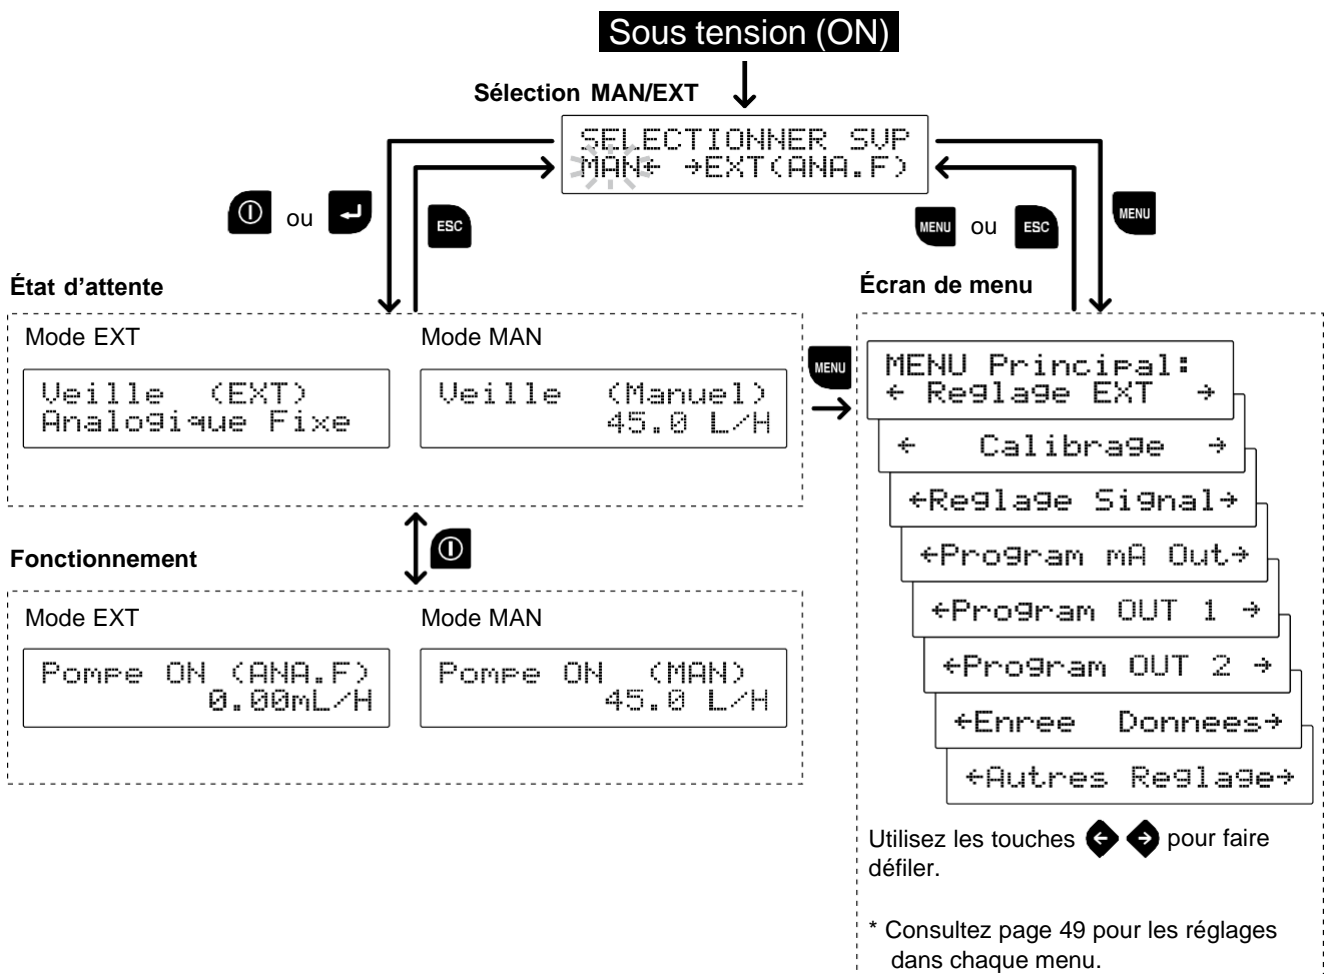 Sous tension (ON)
Sélection MAN/EXT
SELECTIONNER SVP
MAN← →EXT(ANA.F)
ou
ESC
MENU ou ESC
MENU
État d’attente
Mode EXT
Mode MAN
Veille (EXT)
Analogique Fixe
Veille (Manuel)
45.0 L/H
MENU
Fonctionnement
Mode EXT
Mode MAN
Pompe ON (ANA.F)
0.00mL/H
Pompe ON (MAN)
45.0 L/H
Écran de menu
MENU Principal:
← Reglage EXT →
← Calibrage →
←Reglage Signal→
←Program mA Out→
←Program OUT 1 →
←Program OUT 2 →
←Enree Donnees→
←Autres Reglage→
Utilisez les touches ← → pour faire
défiler.
* Consultez page 49 pour les réglages
dans chaque menu.